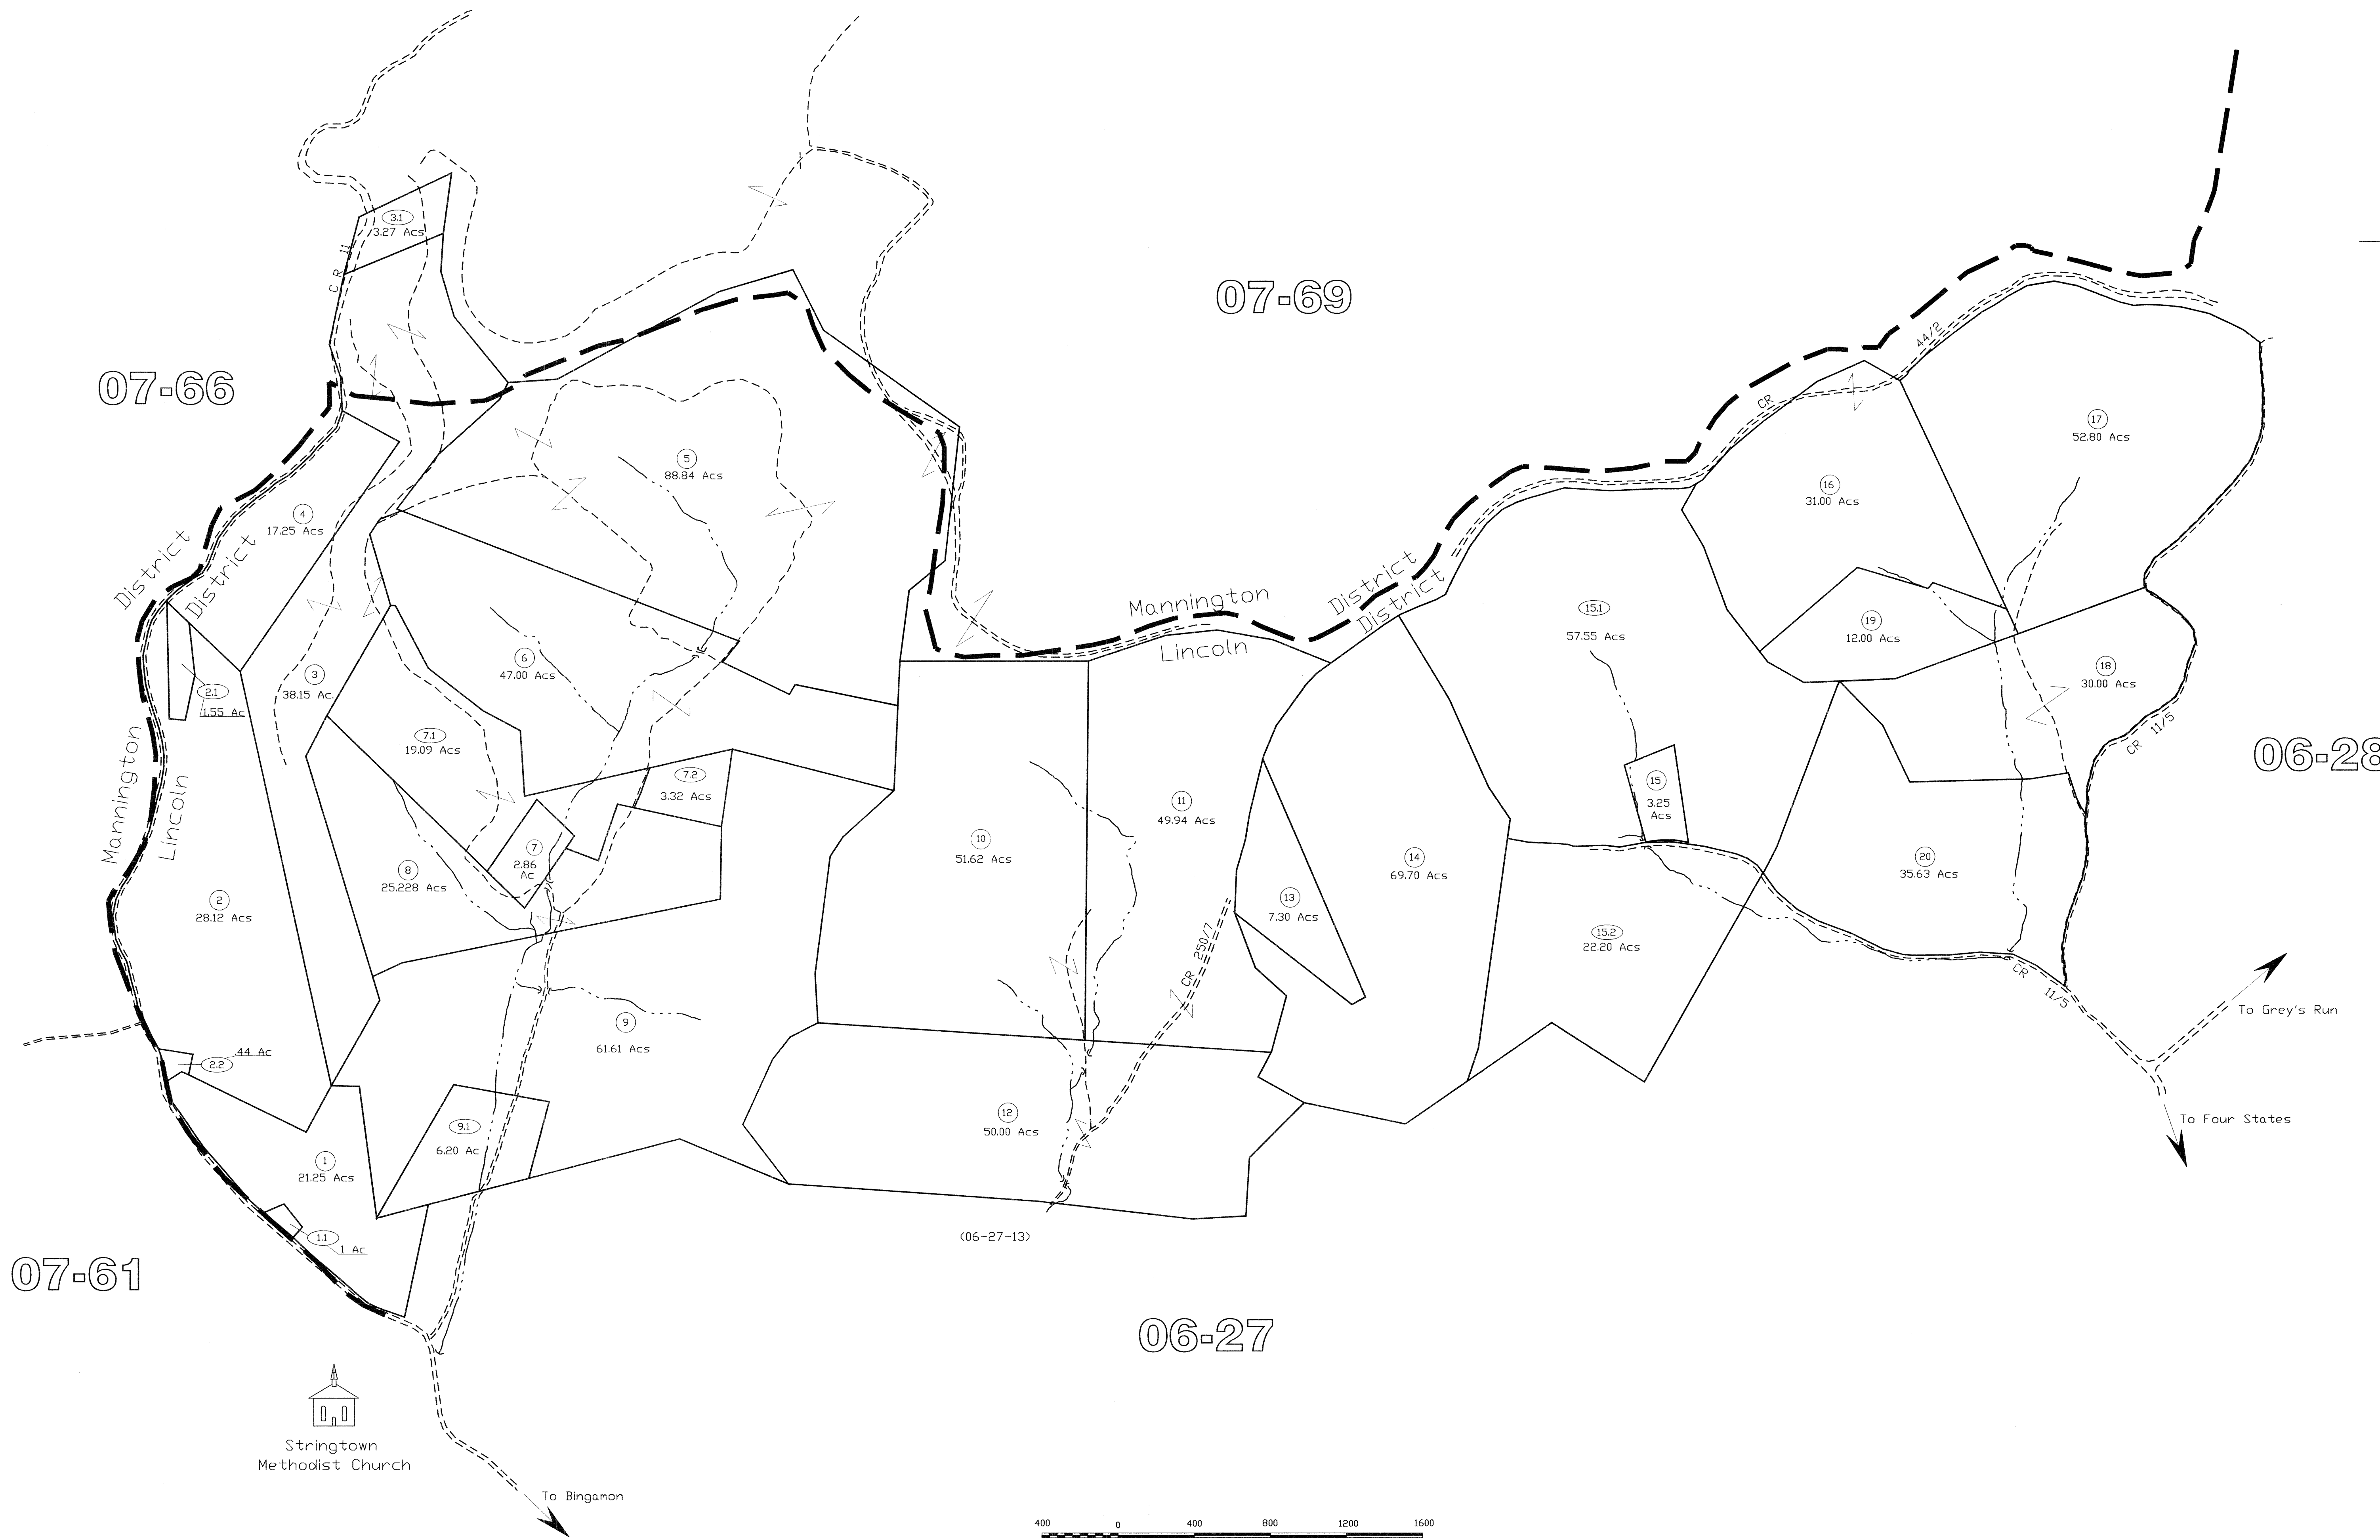 3.1
3.27 Acs
C R 11
07-69
07-66
44/2
CR
17
52.80 Acs
5
88.84 Acs
16
31.00 Acs
4
17.25 Acs
District
District
Mannington
District
District
Lincoln
15.1
57.55 Acs
19
12.00 Acs
6
47.00 Acs
3
38.15 Ac.
2.1
1.55 Ac
18
30.00 Acs
CR 11/5
06-28
7.1
19.09 Acs
7.2
3.32 Acs
15
3.25
Acs
Mannington
Lincoln
11
49.94 Acs
10
51.62 Acs
7
2.86
Ac
8
25.228 Acs
14
69.70 Acs
20
35.63 Acs
2
28.12 Acs
13
7.30 Acs
15.2
22.20 Acs
CR 250/7
CR 11/5
To Grey's Run
9
61.61 Acs
.44 Ac
2.2
12
50.00 Acs
To Four States
9.1
6.20 Ac
1
21.25 Acs
1.1
1 Ac
(06-27-13)
07-61
06-27
Stringtown
Methodist Church
To Bingamon
400 0 400 800 1200 1600